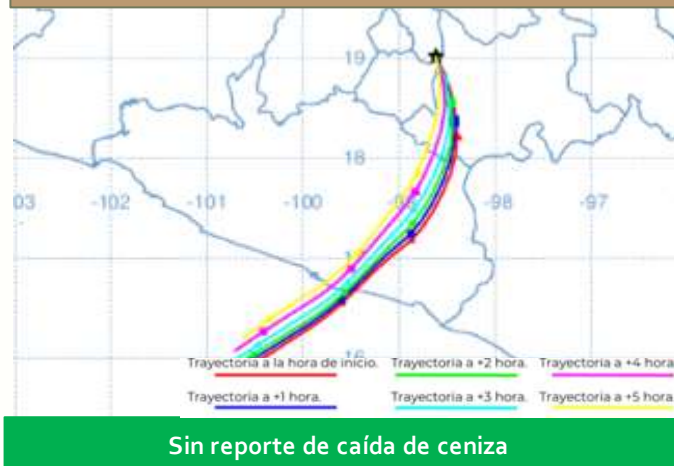 19
18
-103 -101 -100 -98 -97
Trayectoria a la hora de inicio. Trayectoria a +2 hora. Trayectoria a +4 hora
Trayectoria a +1 hora. Trayectoria a +3 hora. Trayectoria a +5 hora
Sin reporte de caída de ceniza